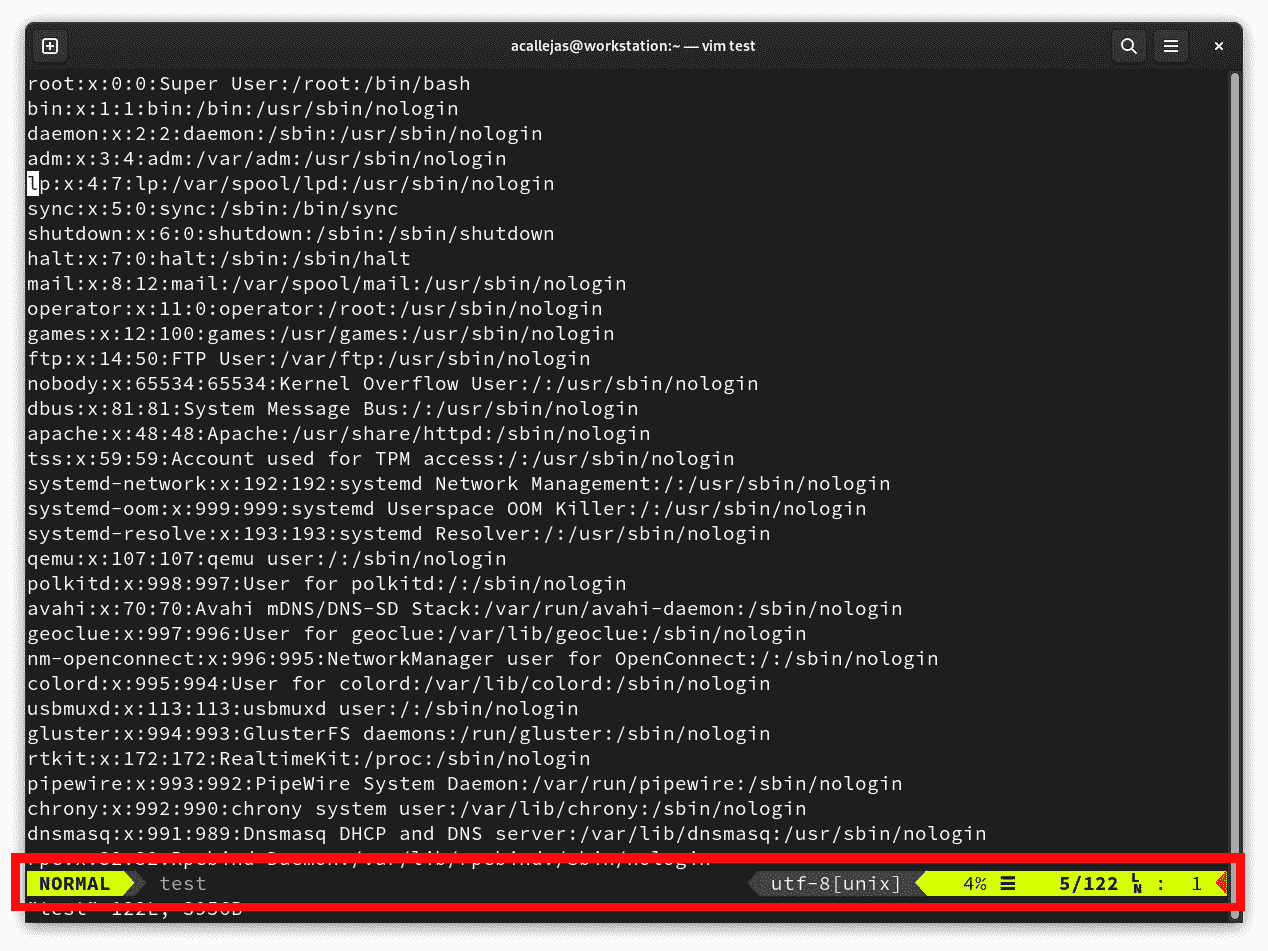 acallejas@workstation:~ — vim test
root:x:0:0:Super User:/root:/bin/bash
bin:x:1:1:bin:/bin:/usr/sbin/nologin
daemon:x:2:2:daemon:/sbin:/usr/sbin/nologin
adm:x:3:4:adm:/var/adm:/usr/sbin/nologin
lp:x:4:7:lp:/var/spool/lpd:/usr/sbin/nologin
sync:x:5:0:sync:/sbin:/bin/sync
shutdown:x:6:0:shutdown:/sbin:/sbin/shutdown
halt:x:7:0:halt:/sbin:/sbin/halt
mail:x:8:12:mail:/var/spool/mail:/usr/sbin/nologin
operator:x:11:0:operator:/root:/usr/sbin/nologin
games:x:12:100:games:/usr/games:/usr/sbin/nologin
ftp:x:14:50:FTP User:/var/ftp:/usr/sbin/nologin
nobody:x:65534:65534:Kernel Overflow User:/:/usr/sbin/nologin
dbus:x:81:81:System Message Bus:/:/usr/sbin/nologin
apache:x:48:48:Apache:/usr/share/httpd:/sbin/nologin
tss:x:59:59:Account used for TPM access:/:/usr/sbin/nologin
systemd-network:x:192:192:systemd Network Management:/:/usr/sbin/nologin
systemd-oom:x:999:999:systemd Userspace OOM Killer:/:/usr/sbin/nologin
systemd-resolve:x:193:193:systemd Resolver:/:/usr/sbin/nologin
qemu:x:107:107:qemu user:/:/sbin/nologin
polkitd:x:998:997:User for polkitd:/:/sbin/nologin
avahi:x:70:70:Avahi mDNS/DNS-SD Stack:/var/run/avahi-daemon:/sbin/nologin
geoclue:x:997:996:User for geoclue:/var/lib/geoclue:/sbin/nologin
nm-openconnect:x:996:995:NetworkManager user for OpenConnect:/:/sbin/nologin
colord:x:995:994:User for colord:/var/lib/colord:/sbin/nologin
usbmuxd:x:113:113:usbmuxd user:/:/sbin/nologin
gluster:x:994:993:GlusterFS daemons:/run/gluster:/sbin/nologin
rtkit:x:172:172:RealtimeKit:/proc:/sbin/nologin
pipewire:x:993:992:PipeWire System Daemon:/var/run/pipewire:/sbin/nologin
chrony:x:992:990:chrony system user:/var/lib/chrony:/sbin/nologin
dnsmasq:x:991:989:Dnsmasq DHCP and DNS server:/var/lib/dnsmasq:/usr/sbin/nologin
NORMAL test utf-8[unix] 4% ☰ 5/122 ㏑ : 1
"test" 122L,